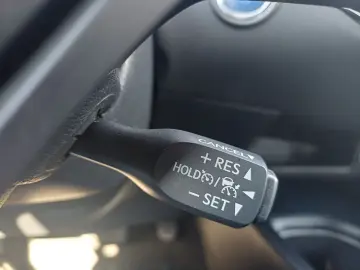 CANCEL
+ RES ▲
HOLD /
− SET ▼